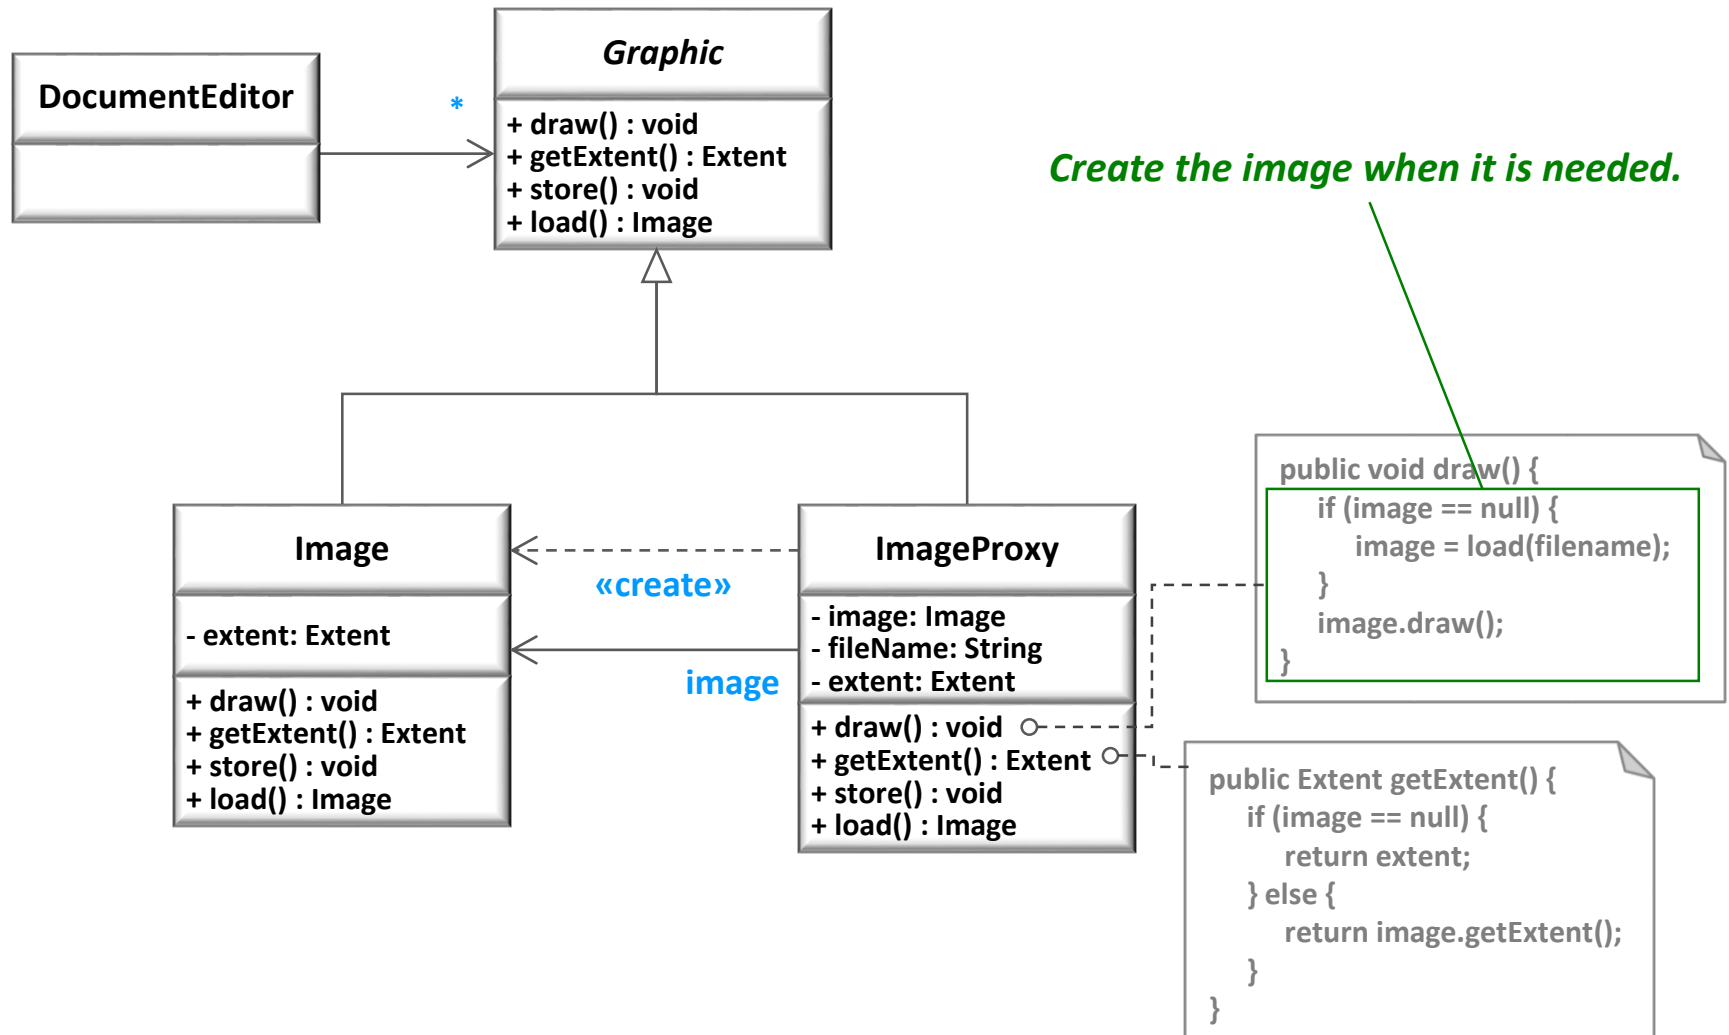 DocumentEditor
*
Graphic
+ draw() : void
+ getExtent() : Extent
+ store() : void
+ load() : Image
Create the image when it is needed.
Image
- extent: Extent
+ draw() : void
+ getExtent() : Extent
+ store() : void
+ load() : Image
«create»
image
ImageProxy
- image: Image
- fileName: String
- extent: Extent
+ draw() : void
+ getExtent() : Extent
+ store() : void
+ load() : Image
public void draw() {
if (image == null) {
image = load(filename);
}
image.draw();
}
public Extent getExtent() {
if (image == null) {
return extent;
} else {
return image.getExtent();
}
}